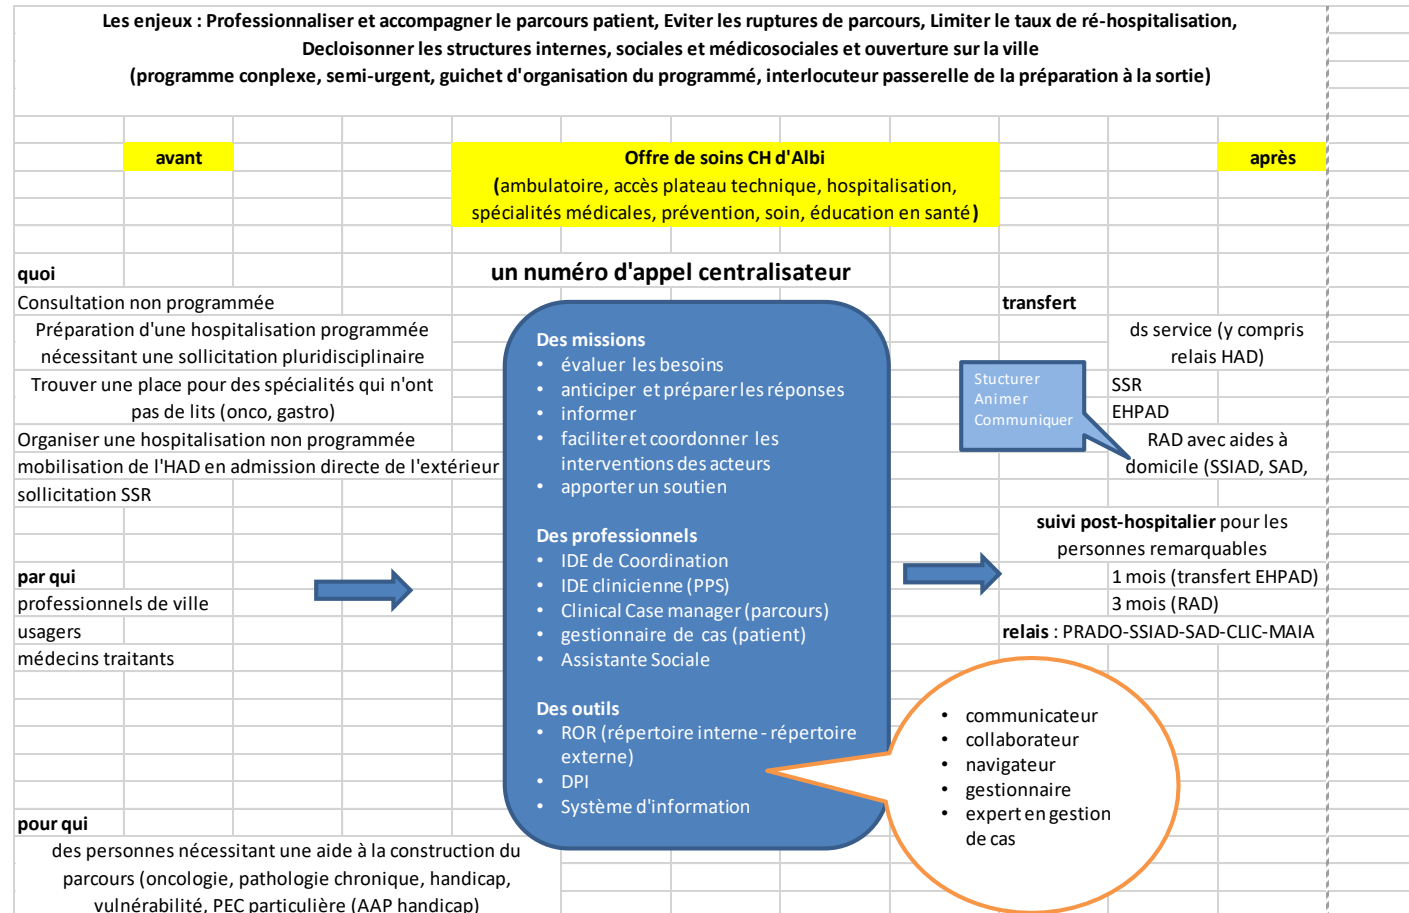 Les enjeux : Professionnaliser et accompagner le parcours patient, Eviter les ruptures de parcours, Limiter le taux de ré-hospitalisation,
Decloisonner les structures internes, sociales et médicosociales et ouverture sur la ville
(programme conplexe, semi-urgent, guichet d'organisation du programmé, interlocuteur passerelle de la préparation à la sortie)
avant
Offre de soins CH d'Albi
(ambulatoire, accès plateau technique, hospitalisation,
spécialités médicales, prévention, soin, éducation en santé)
après
quoi
Consultation non programmée
Préparation d'une hospitalisation programmée
nécessitant une sollicitation pluridisciplinaire
Trouver une place pour des spécialités qui n'ont
pas de lits (onco, gastro)
Organiser une hospitalisation non programmée
mobilisation de l'HAD en admission directe de l'extérieur
sollicitation SSR
par qui
professionnels de ville
usagers
médecins traitants
pour qui
des personnes nécessitant une aide à la construction du
parcours (oncologie, pathologie chronique, handicap,
vulnérabilité, PEC particulière (AAP handicap)
un numéro d'appel centralisateur
Des missions
• évaluer les besoins
• anticiper et préparer les réponses
• informer
• faciliter et coordonner les
interventions des acteurs
• apporter un soutien
Des professionnels
• IDE de Coordination
• IDE clinicienne (PPS)
• Clinical Case manager (parcours)
• gestionnaire de cas (patient)
• Assistante Sociale
Des outils
• ROR (répertoire interne - répertoire
externe)
• DPI
• Système d'information
transfert
ds service (y compris
relais HAD)
SSR
EHPAD
RAD avec aides à
domicile (SSIAD, SAD,
Stucturer
Animer
Communiquer
suivi post-hospitalier pour les
personnes remarquables
1 mois (transfert EHPAD)
3 mois (RAD)
relais : PRADO-SSIAD-SAD-CLIC-MAIA
• communicateur
• collaborateur
• navigateur
• gestionnaire
• expert en gestion
de cas